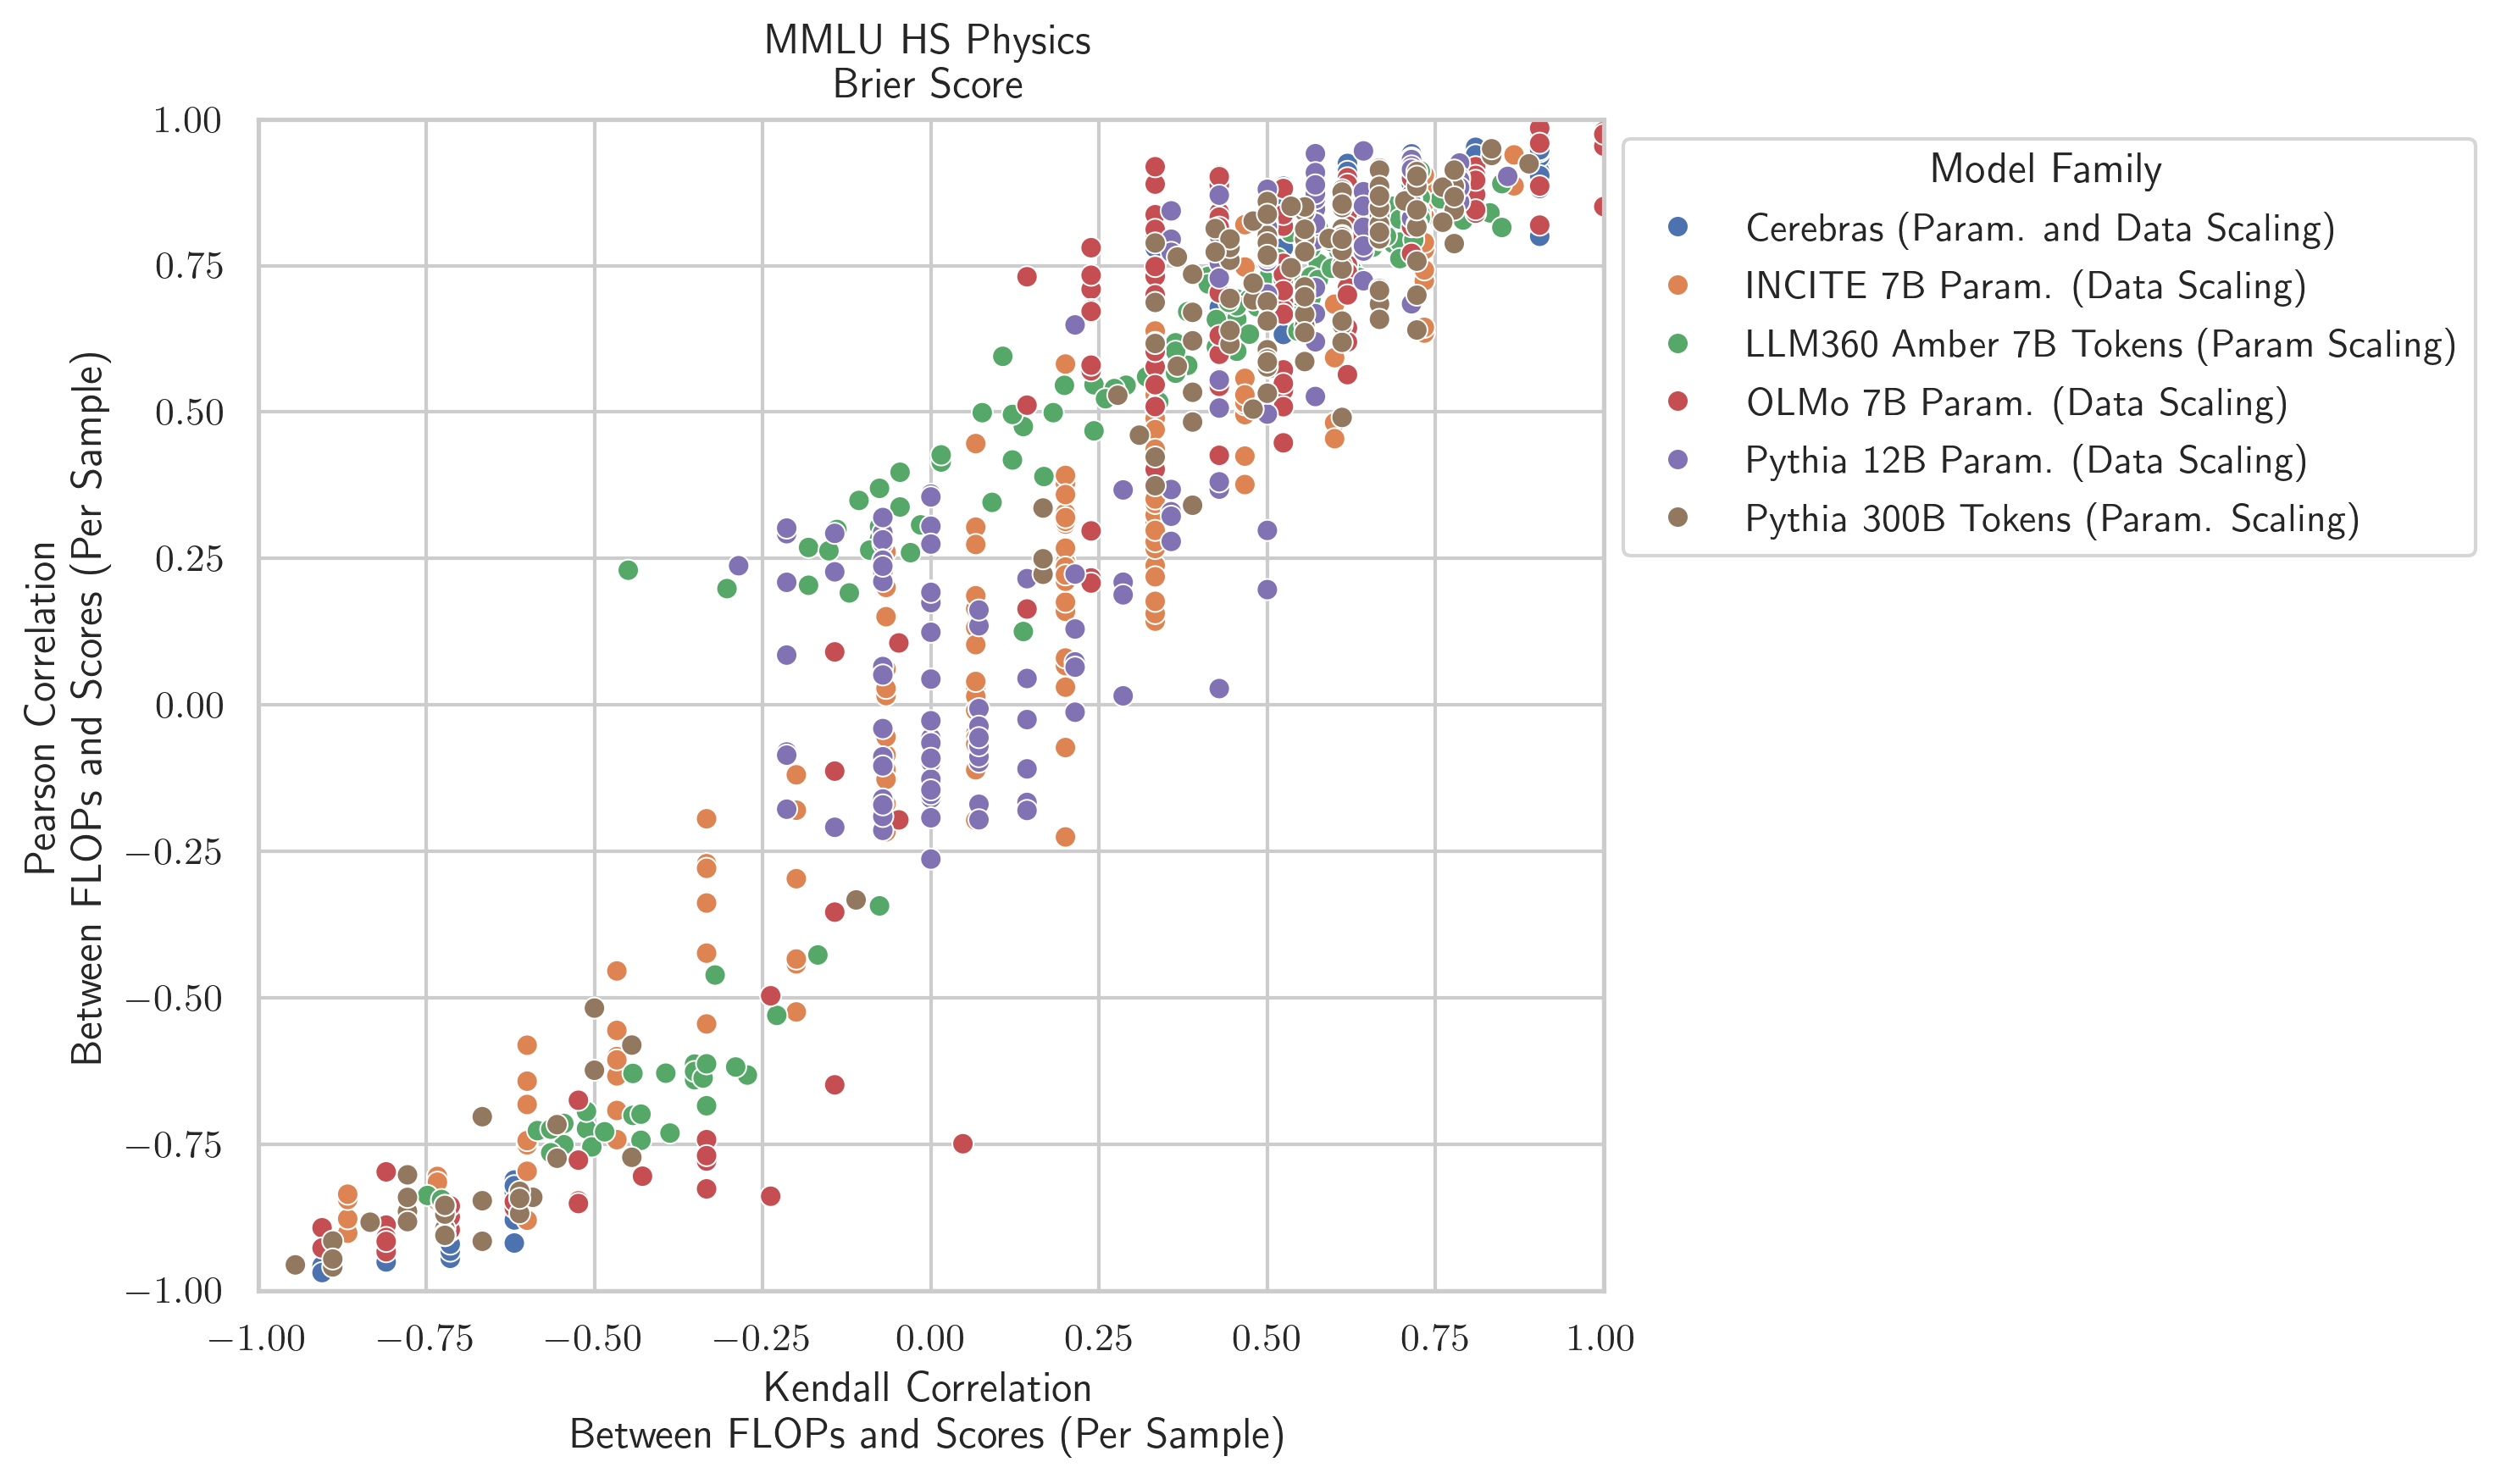 MMLU HS Physics
Brier Score
1.00
0.75
0.50
0.25
0.00
−0.25
−0.50
−0.75
−1.00
Pearson Correlation
Between FLOPs and Scores (Per Sample)
−1.00 −0.75 −0.50 −0.25 0.00 0.25 0.50 0.75 1.00
Kendall Correlation
Between FLOPs and Scores (Per Sample)
Model Family
Cerebras (Param. and Data Scaling)
INCITE 7B Param. (Data Scaling)
LLM360 Amber 7B Tokens (Param Scaling)
OLMo 7B Param. (Data Scaling)
Pythia 12B Param. (Data Scaling)
Pythia 300B Tokens (Param. Scaling)